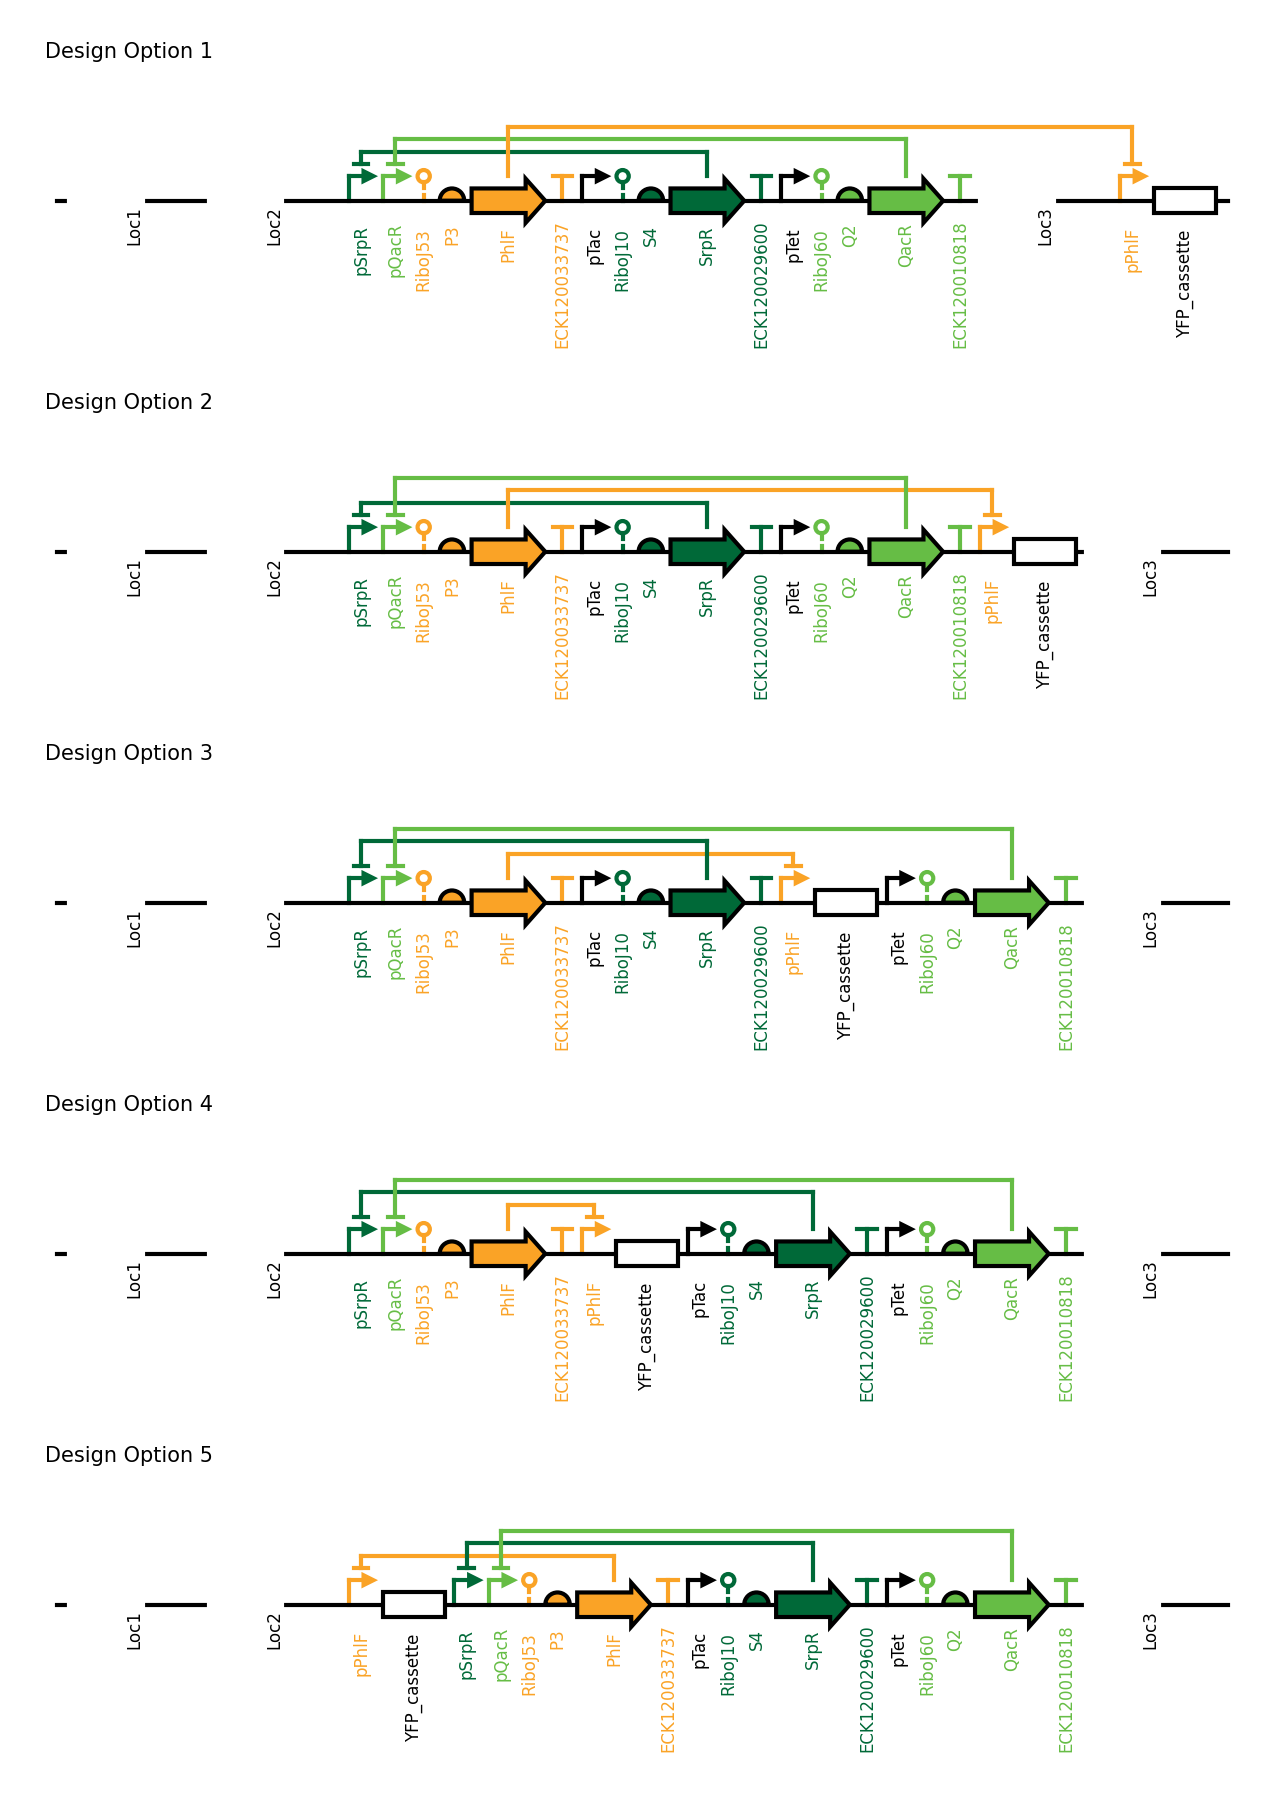 Design Option 1
Loc1
Loc2
pSrpR
pQacR
RiboJ53
P3
PhlF
ECK120033737
pTac
RiboJ10
S4
SrpR
ECK120029600
pTet
RiboJ60
Q2
QacR
ECK120010818
Loc3
pPhlF
YFP_cassette
Design Option 2
Loc1
Loc2
pSrpR
pQacR
RiboJ53
P3
PhlF
ECK120033737
pTac
RiboJ10
S4
SrpR
ECK120029600
pTet
RiboJ60
Q2
QacR
ECK120010818
pPhlF
YFP_cassette
Loc3
Design Option 3
Loc1
Loc2
pSrpR
pQacR
RiboJ53
P3
PhlF
ECK120033737
pTac
RiboJ10
S4
SrpR
ECK120029600
pPhlF
YFP_cassette
pTet
RiboJ60
Q2
QacR
ECK120010818
Loc3
Design Option 4
Loc1
Loc2
pSrpR
pQacR
RiboJ53
P3
PhlF
ECK120033737
pPhlF
YFP_cassette
pTac
RiboJ10
S4
SrpR
ECK120029600
pTet
RiboJ60
Q2
QacR
ECK120010818
Loc3
Design Option 5
Loc1
Loc2
pPhlF
YFP_cassette
pSrpR
pQacR
RiboJ53
P3
PhlF
ECK120033737
pTac
RiboJ10
S4
SrpR
ECK120029600
pTet
RiboJ60
Q2
QacR
ECK120010818
Loc3